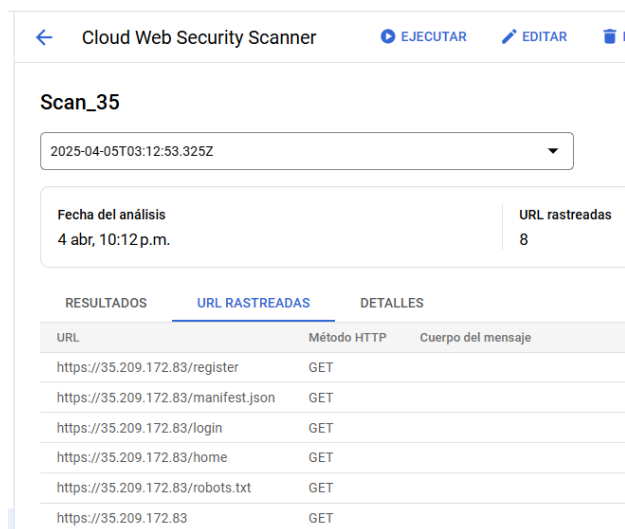 Cloud Web Security Scanner EJECUTAR EDITAR
Scan_35
2025-04-05T03:12:53.325Z
Fecha del análisis URL rastreadas
4 abr, 10:12 p.m. 8
RESULTADOS URL RASTREADAS DETALLES
URL Método HTTP Cuerpo del mensaje
https://35.209.172.83/register GET
https://35.209.172.83/manifest.json GET
https://35.209.172.83/login GET
https://35.209.172.83/home GET
https://35.209.172.83/robots.txt GET
https://35.209.172.83 GET